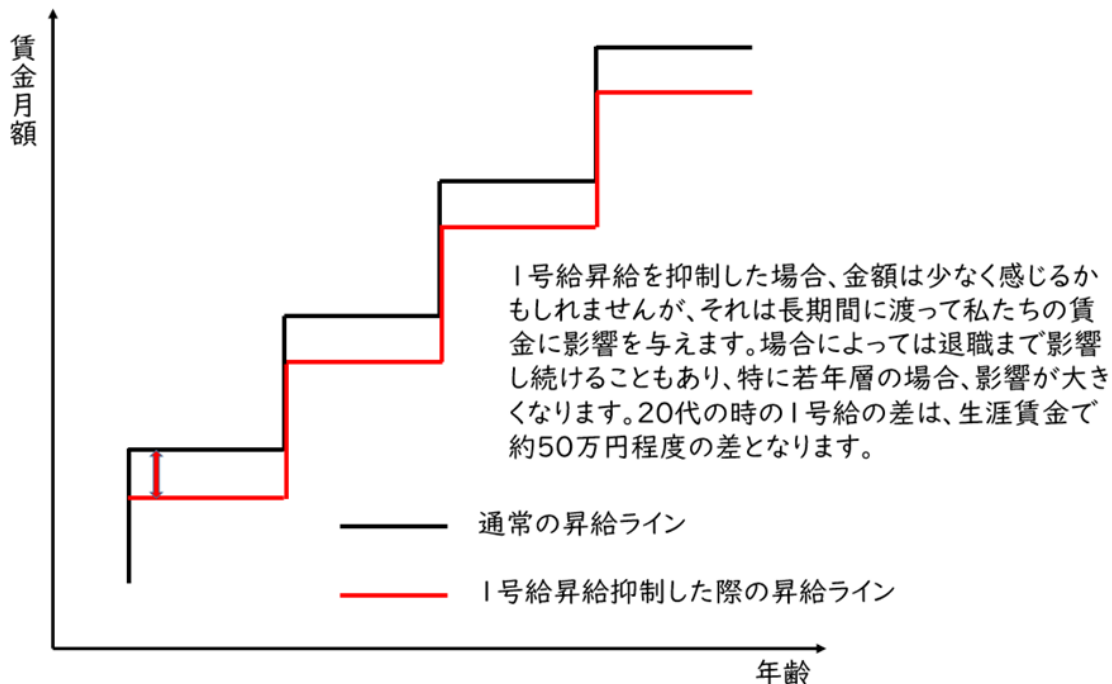 賃金月額
1号給昇給を抑制した場合、金額は少なく感じるか
もしれませんが、それは長期間に渡って私たちの賃
金に影響を与えます。場合によっては退職まで影響
し続けることもあり、特に若年層の場合、影響が大き
くなります。20代の時の1号給の差は、生涯賃金で
約50万円程度の差となります。
通常の昇給ライン
1号給昇給抑制した際の昇給ライン
年齢